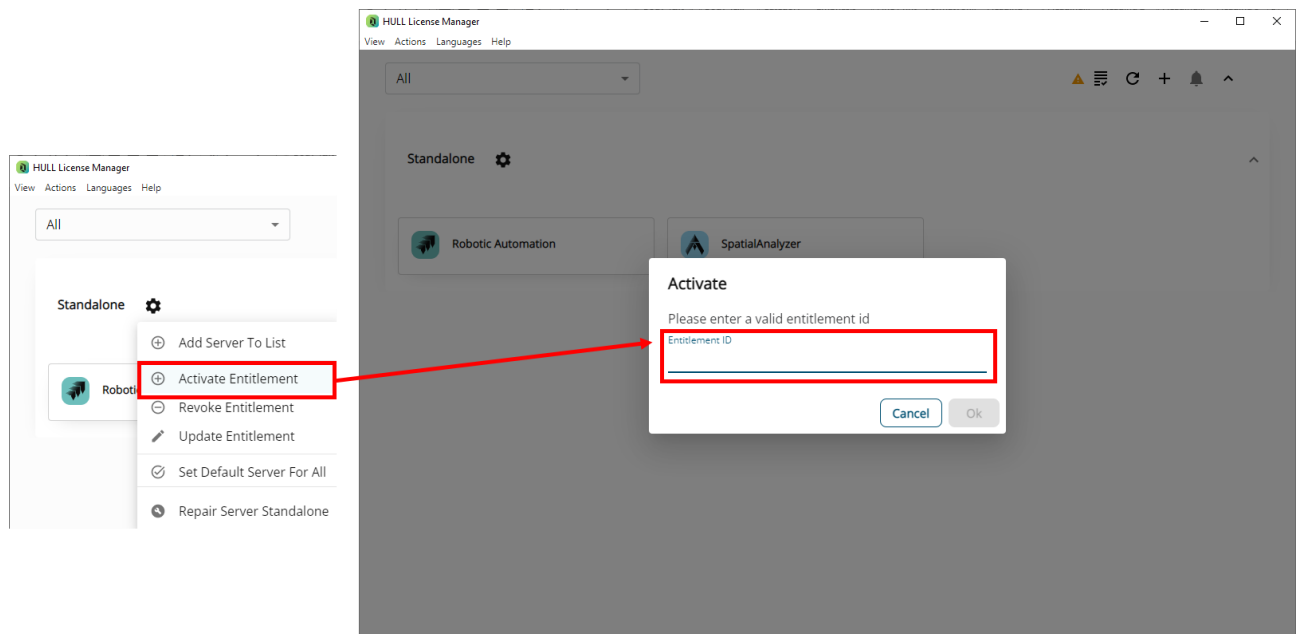 HULL License Manager
View Actions Languages Help
All
Standalone
Add Server To List
Activate Entitlement
Roboti
Revoke Entitlement
Update Entitlement
Set Default Server For All
Repair Server Standalone
HULL License Manager
View Actions Languages Help
All
Standalone
Robotic Automation SpatialAnalyzer
Activate
Please enter a valid entitlement id
Entitlement ID
Cancel Ok